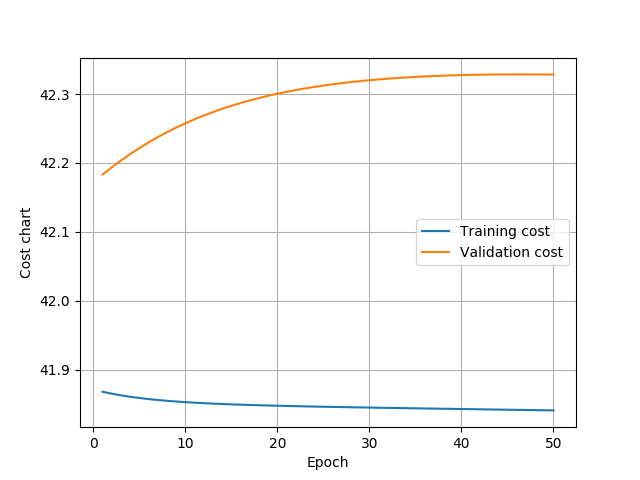 42.3
42.2
42.1
42.0
41.9
Cost chart
Training cost
Validation cost
0 10 20 30 40 50
Epoch